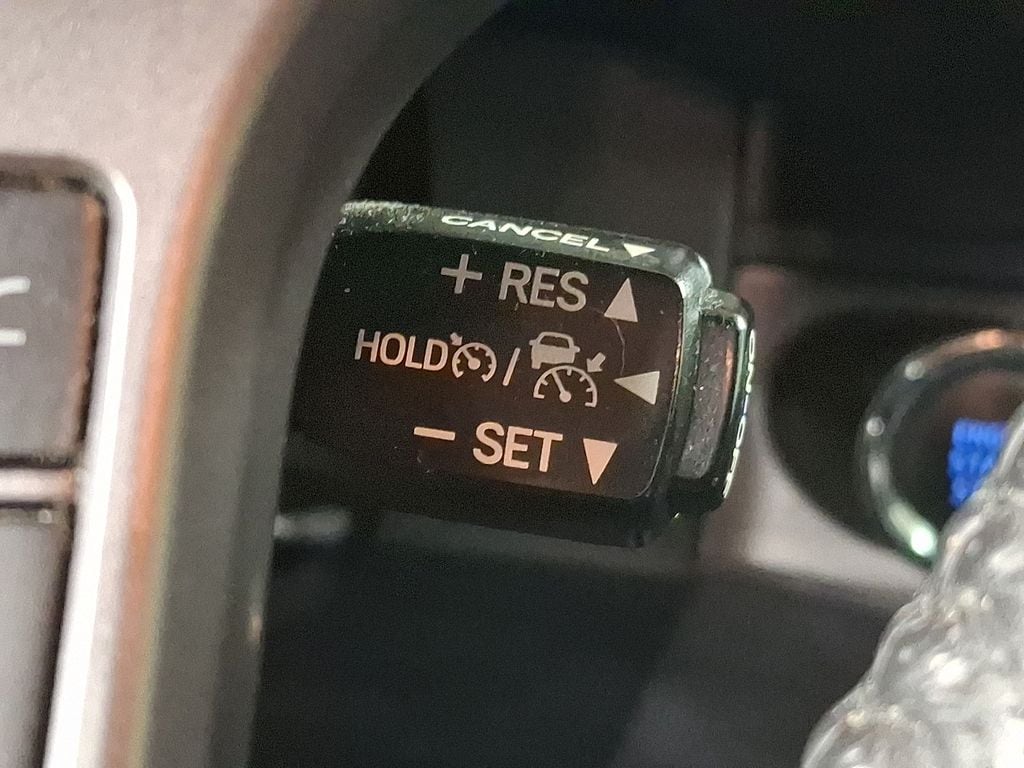 CANCEL
+ RES
HOLD /
− SET